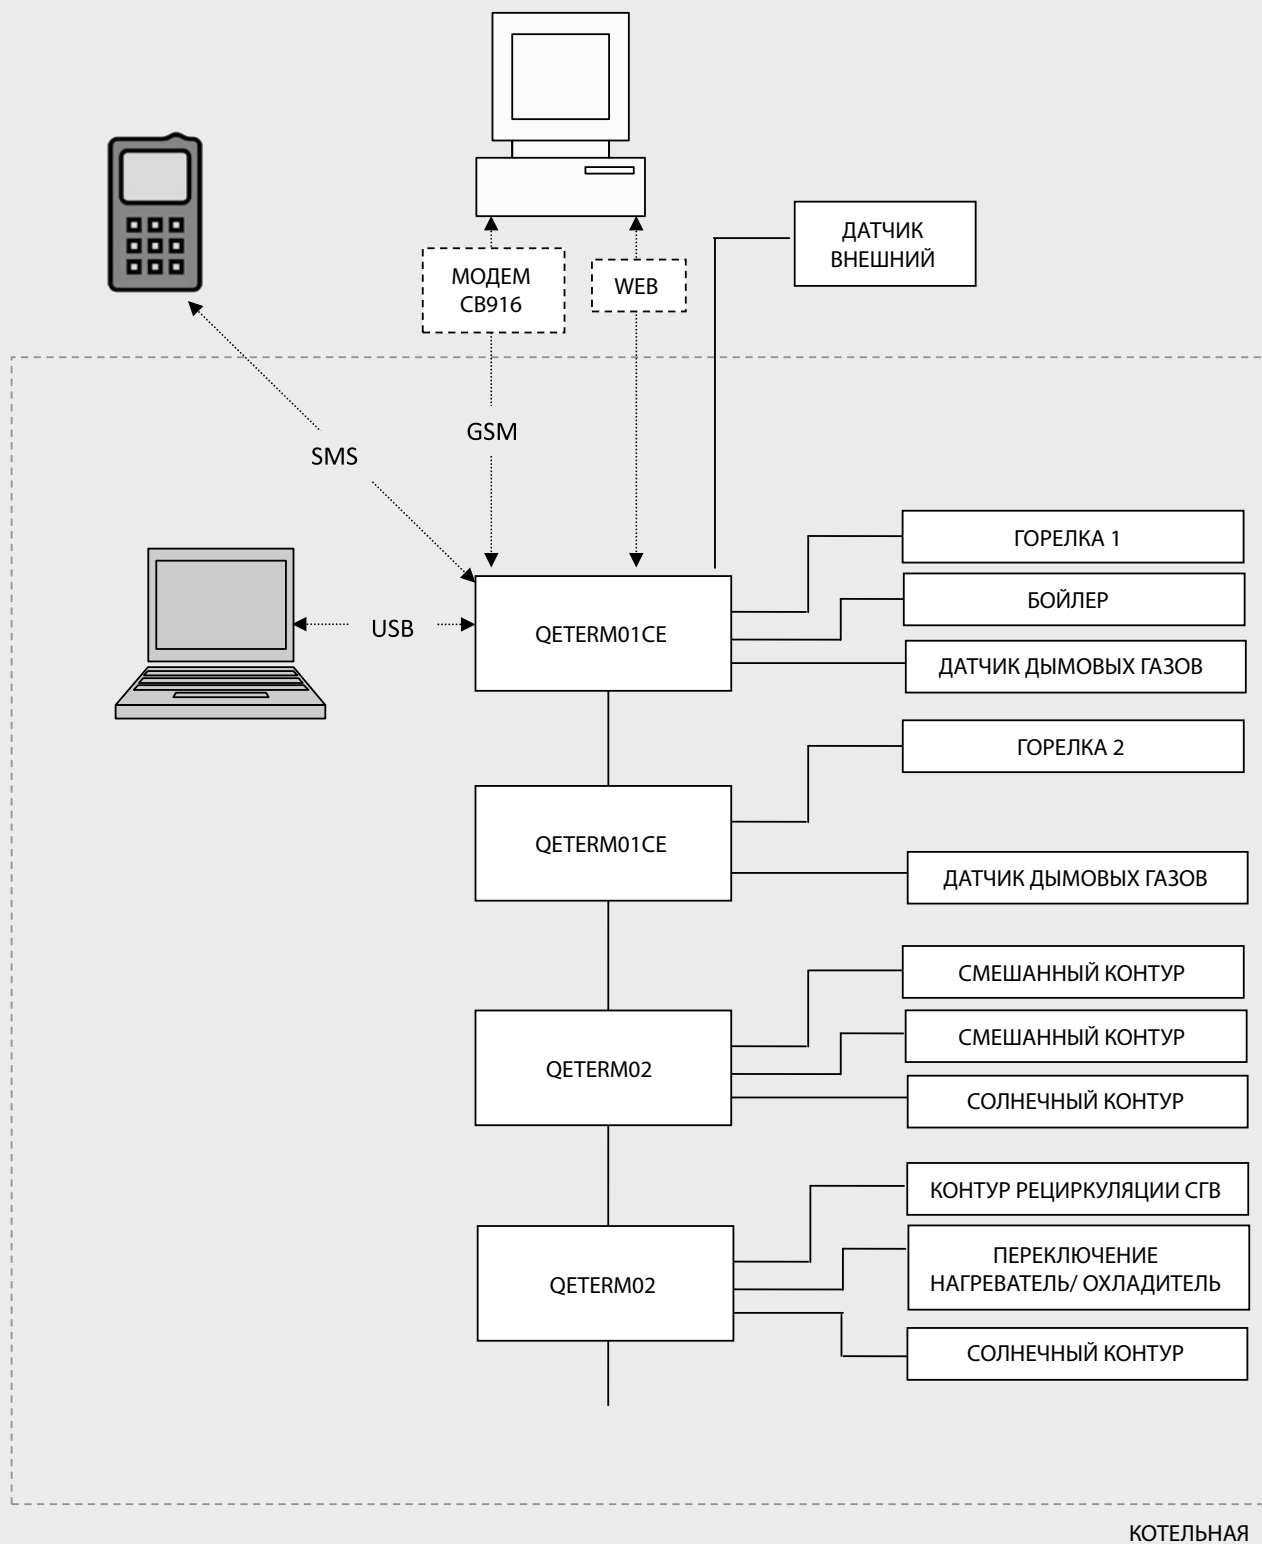 ДАТЧИК
ВНЕШНИЙ
МОДЕМ
СВ916
WEB
GSM
SMS
USB
QETERM01CE
ГОРЕЛКА 1
БОЙЛЕР
ДАТЧИК ДЫМОВЫХ ГАЗОВ
QETERM01CE
ГОРЕЛКА 2
ДАТЧИК ДЫМОВЫХ ГАЗОВ
QETERM02
СМЕШАННЫЙ КОНТУР
СМЕШАННЫЙ КОНТУР
СОЛНЕЧНЫЙ КОНТУР
QETERM02
КОНТУР РЕЦИРКУЛЯЦИИ СГВ
ПЕРЕКЛЮЧЕНИЕ
НАГРЕВАТЕЛЬ/ ОХЛАДИТЕЛЬ
СОЛНЕЧНЫЙ КОНТУР
КОТЕЛЬНАЯ